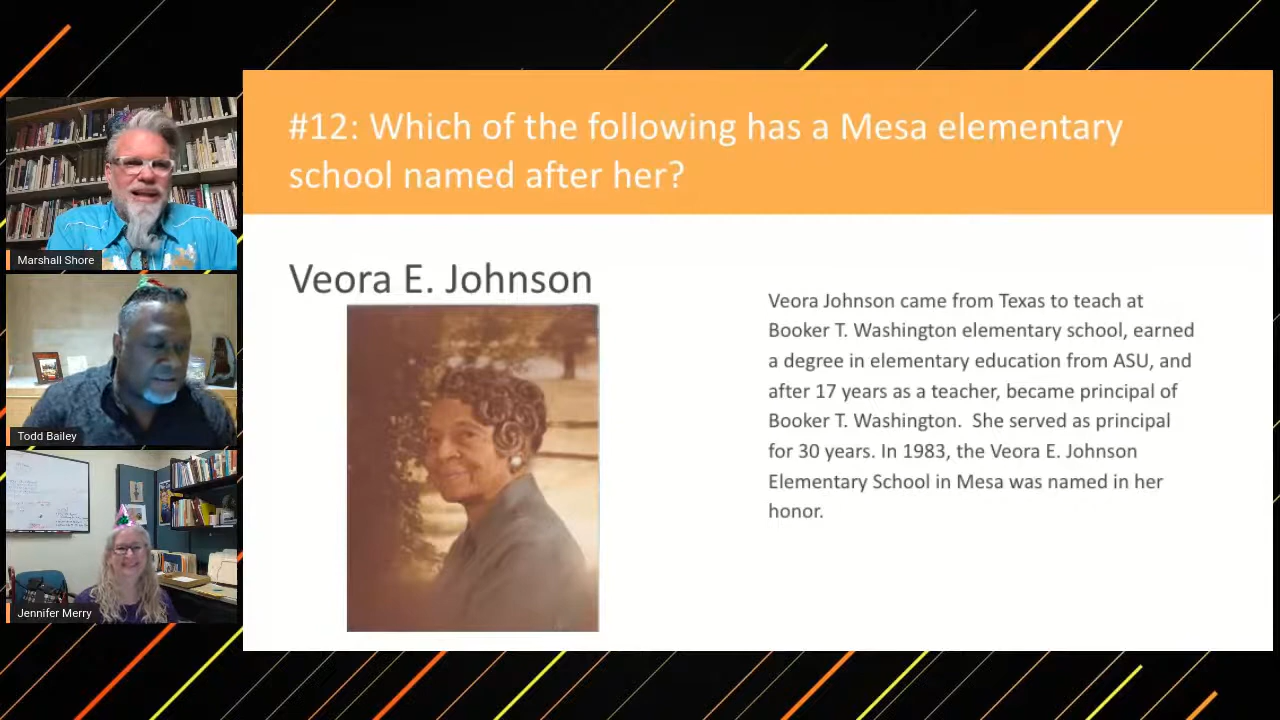 #12: Which of the following has a Mesa elementary
school named after her?
Veora E. Johnson
Veora Johnson came from Texas to teach at
Booker T. Washington elementary school, earned
a degree in elementary education from ASU, and
after 17 years as a teacher, became principal of
Booker T. Washington.  She served as principal
for 30 years. In 1983, the Veora E. Johnson
Elementary School in Mesa was named in her
honor.
Marshall Shore
Todd Bailey
Jennifer Merry